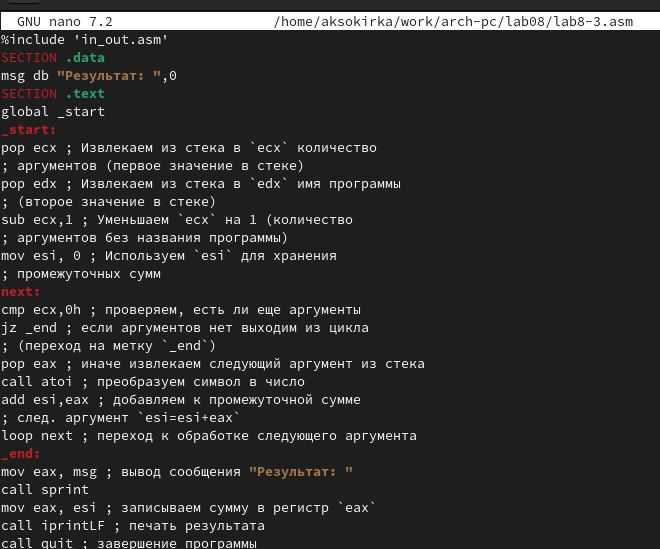 GNU nano 7.2 /home/aksokirka/work/arch-pc/lab08/lab8-3.asm
%include 'in_out.asm'
SECTION .data
msg db "Результат: ",0
SECTION .text
global _start
_start:
pop ecx ; Извлекаем из стека в `ecx` количество
; аргументов (первое значение в стеке)
pop edx ; Извлекаем из стека в `edx` имя программы
; (второе значение в стеке)
sub ecx,1 ; Уменьшаем `ecx` на 1 (количество
; аргументов без названия программы)
mov esi, 0 ; Используем `esi` для хранения
; промежуточных сумм
next:
cmp ecx,0h ; проверяем, есть ли еще аргументы
jz _end ; если аргументов нет выходим из цикла
; (переход на метку `_end`)
pop eax ; иначе извлекаем следующий аргумент из стека
call atoi ; преобразуем символ в число
add esi,eax ; добавляем к промежуточной сумме
; след. аргумент `esi=esi+eax`
loop next ; переход к обработке следующего аргумента
_end:
mov eax, msg ; вывод сообщения "Результат: "
call sprint
mov eax, esi ; записываем сумму в регистр `eax`
call iprintLF ; печать результата
call quit ; завершение программы